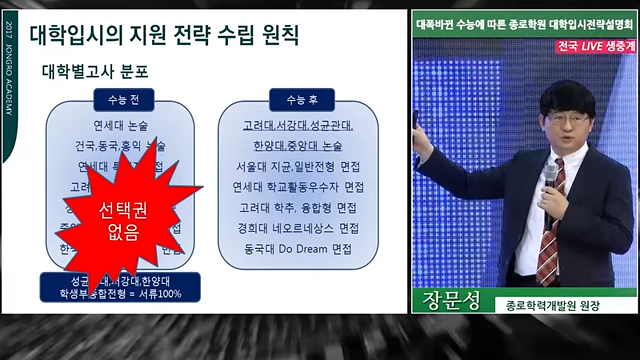 2017 JONGRO ACADEMY
대학입시의 지원 전략 수립 원칙
대학별고사 분포
수능 전
연세대 논술
건국,동국,홍익 논술
연세대
면접
선택권
없음
면접
성균
서강대,한양대
학생부종합전형 = 서류100%
수능 후
고려대,서강대,성균관대,
한양대,중앙대 논술
서울대 지균,일반전형 면접
연세대 학교활동우수자 면접
고려대 학추, 융합형 면접
경희대 네오르네상스 면접
동국대 Do Dream 면접
대폭바뀐 수능에 따른 종로학원 대학입시전략설명회
전국 LIVE 생중계
장문성
종로학력개발원 원장